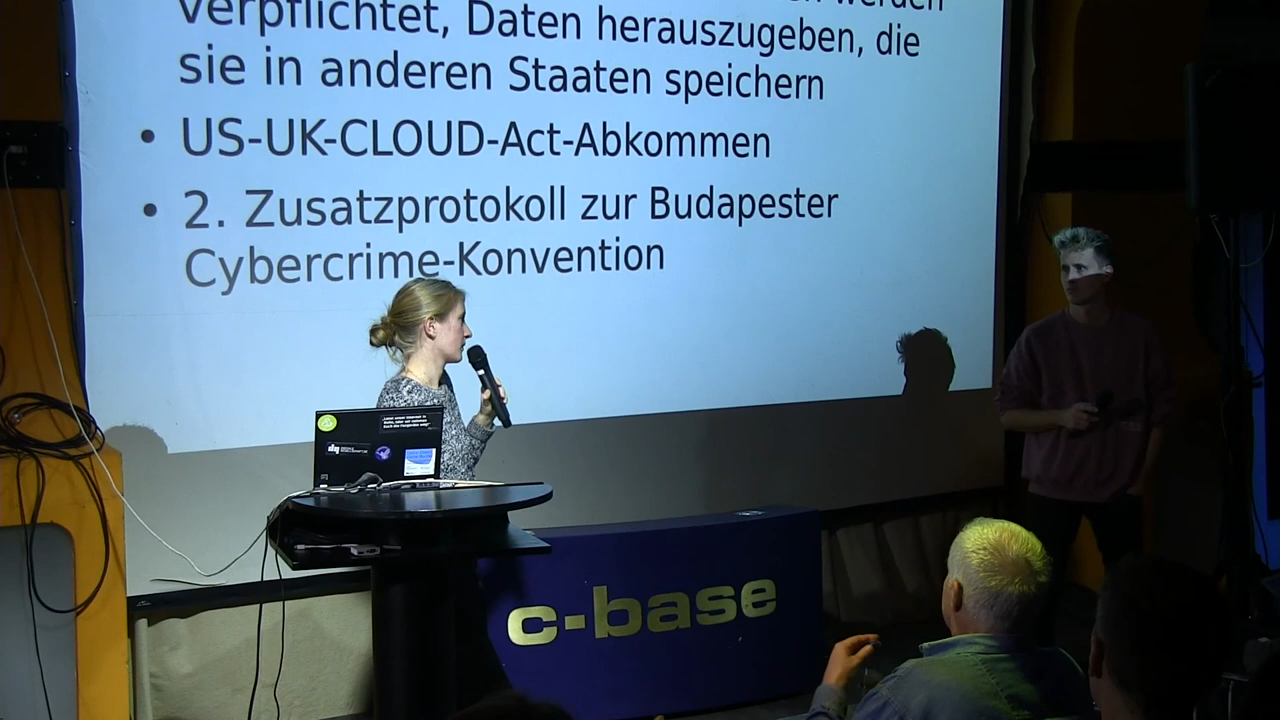 werden
verpflichtet, Daten herauszugeben, die
sie in anderen Staaten speichern
• US-UK-CLOUD-Act-Abkommen
• 2. Zusatzprotokoll zur Budapester
Cybercrime-Konvention
c-base